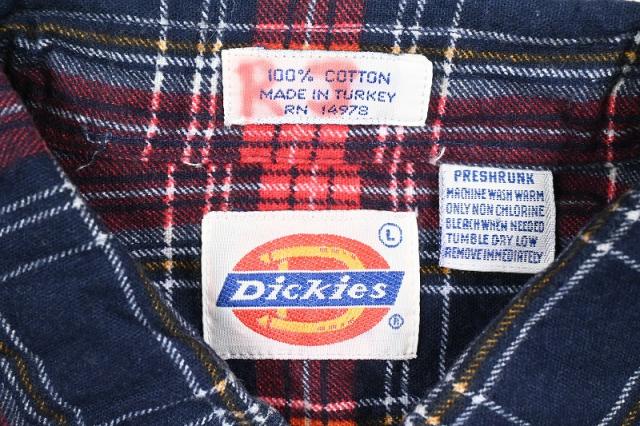 100% COTTON
MADE IN TURKEY
RN 14978
PRESHRUNK
MACHINE WASH WARM
ONLY NON CHLORINE
BLEACH WHEN NEEDED
TUMBLE DRY LOW
REMOVE IMMEDIATELY
L
Dickies
®